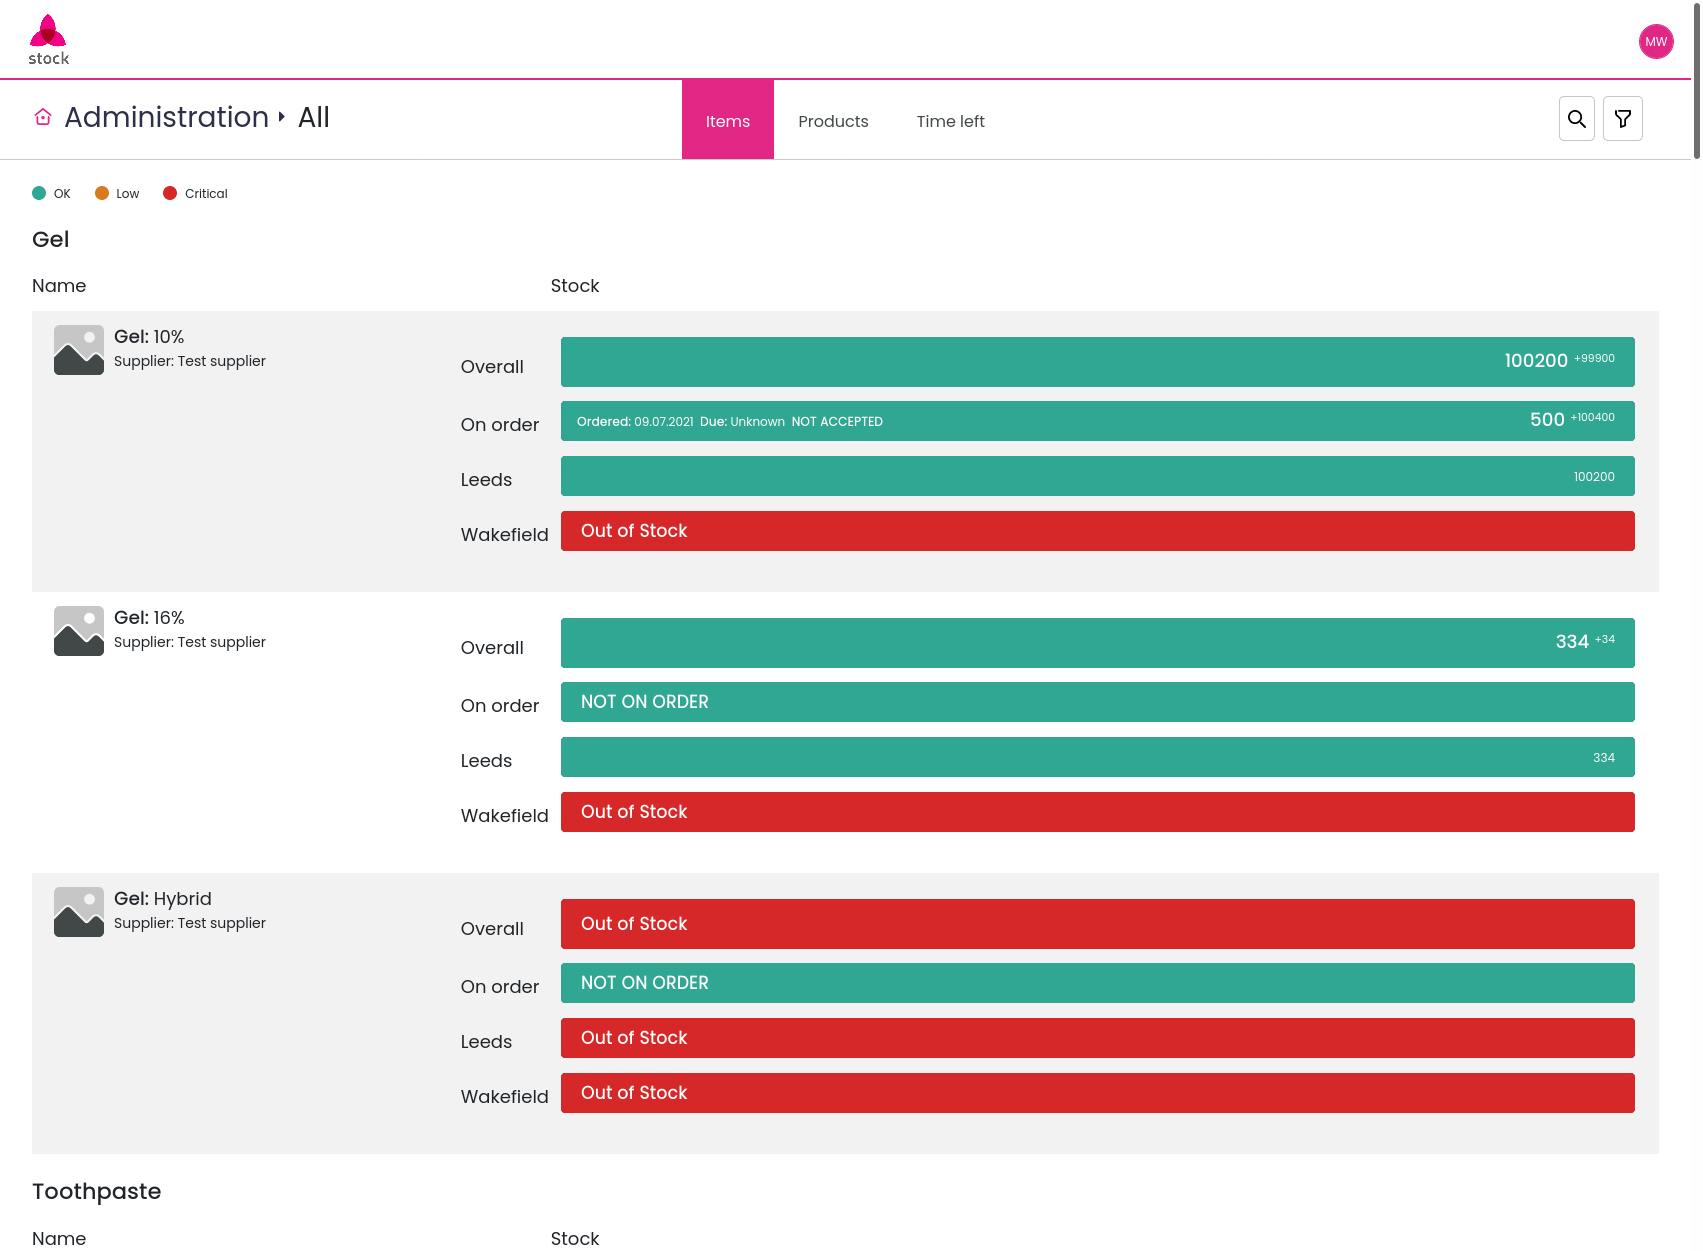 stock
MW
Administration All
Items
Products
Time left
OK
Low
Critical
Gel
Name Stock
Gel: 10%
Supplier: Test supplier
Overall 100200 +99900
On order Ordered: 09.07.2021 Due: Unknown NOT ACCEPTED 500 +100400
Leeds 100200
Wakefield Out of Stock
Gel: 16%
Supplier: Test supplier
Overall 334 +34
On order NOT ON ORDER
Leeds 334
Wakefield Out of Stock
Gel: Hybrid
Supplier: Test supplier
Overall Out of Stock
On order NOT ON ORDER
Leeds Out of Stock
Wakefield Out of Stock
Toothpaste
Name Stock